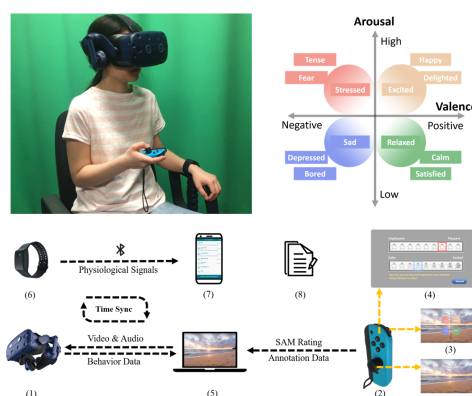 Arousal
High
Tense
Happy
Fear
Delighted
Stressed
Excited
Valence
Negative
Positive
Sad
Relaxed
Depressed
Calm
Bored
Satisfied
Low
Physiological Signals
(6)
(7)
(8)
(4)
Time Sync
Video & Audio
Behavior Data
SAM Rating
Annotation Data
(3)
(1)
(5)
(2)